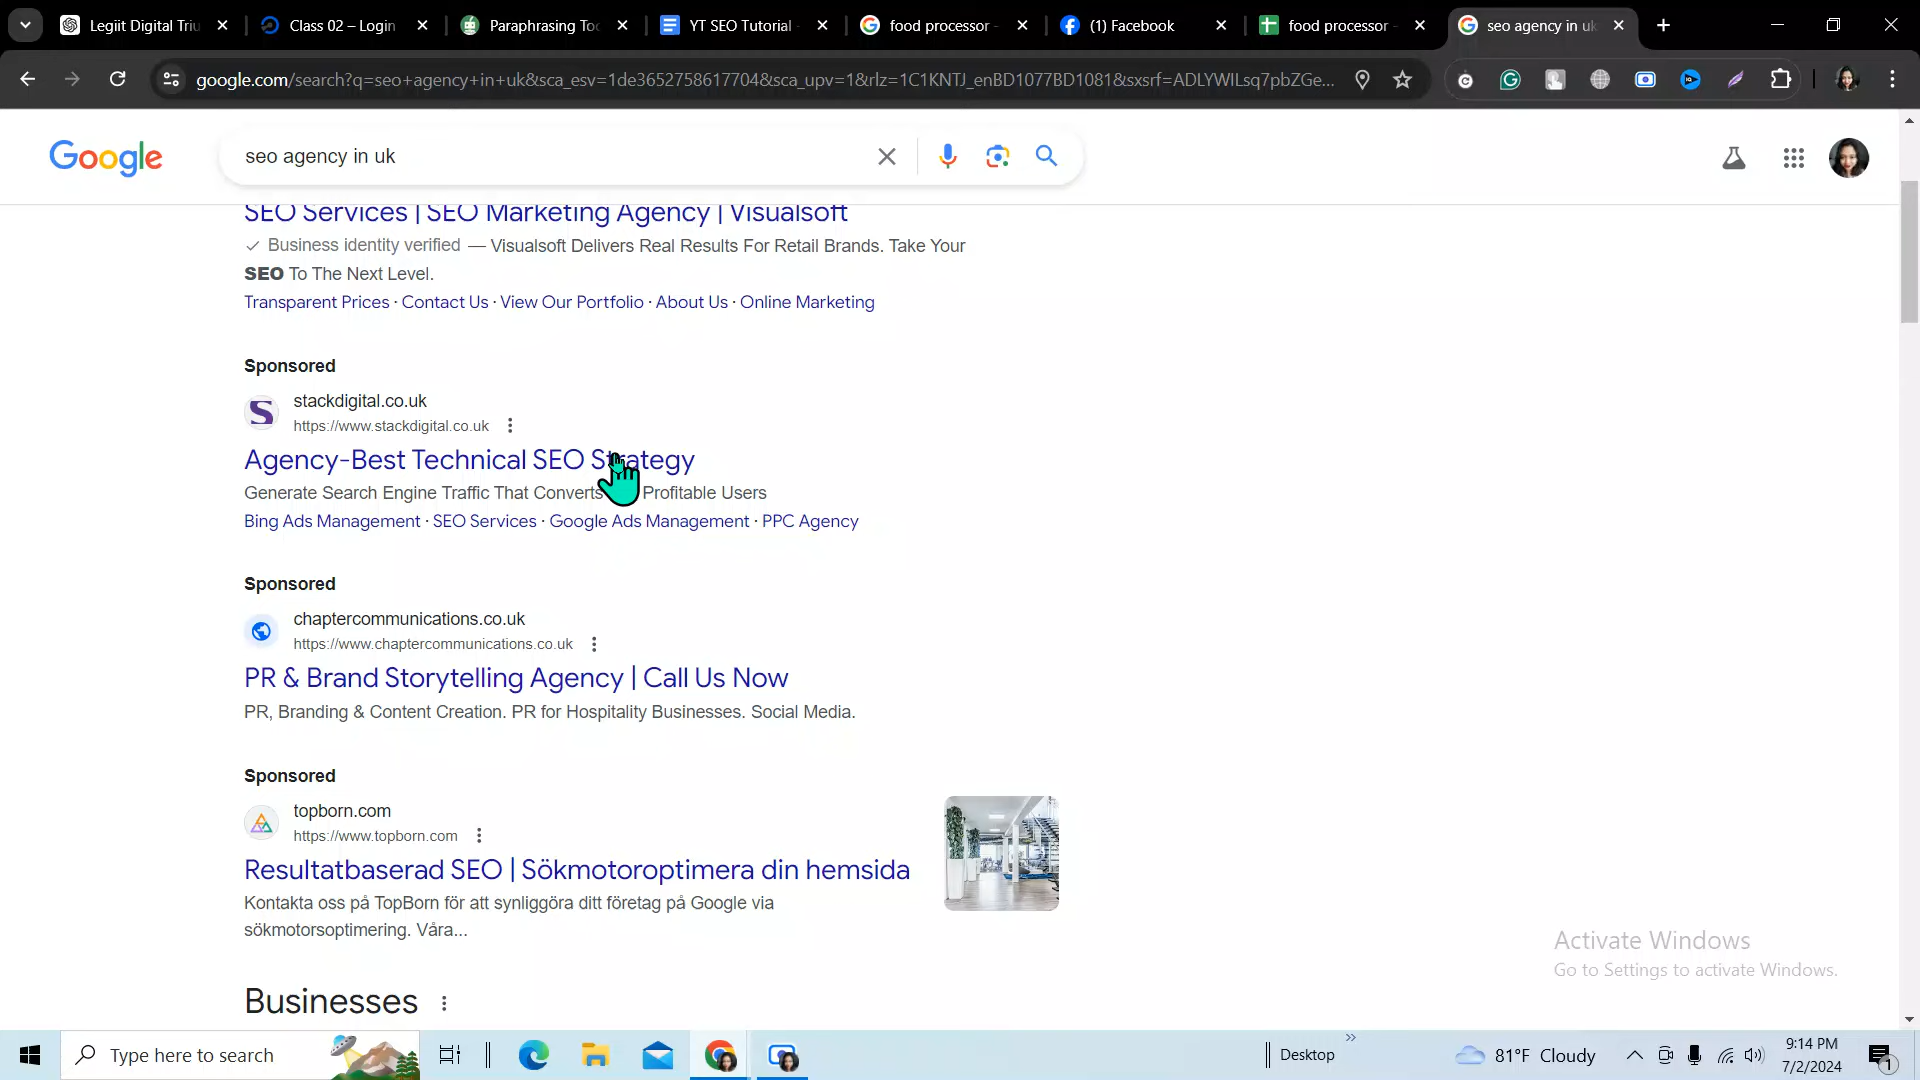 Legiit Digital Triu
Class 02 – Login
Paraphrasing Too
YT SEO Tutorial -
food processor -
(1) Facebook
food processor -
seo agency in uk
google.com/search?q=seo+agency+in+uk&sca_esv=1de3652758617704&sca_upv=1&rlz=1C1KNTJ_enBD1077BD1081&sxsrf=ADLYWILsq7pbZGe...
Google
seo agency in uk
SEO Services | SEO Marketing Agency | Visualsoft
Business identity verified — Visualsoft Delivers Real Results For Retail Brands. Take Your
SEO To The Next Level.
Transparent Prices · Contact Us · View Our Portfolio · About Us · Online Marketing
Sponsored
stackdigital.co.uk
https://www.stackdigital.co.uk
Agency-Best Technical SEO Strategy
Generate Search Engine Traffic That Converts Profitable Users
Bing Ads Management · SEO Services · Google Ads Management · PPC Agency
Sponsored
chaptercommunications.co.uk
https://www.chaptercommunications.co.uk
PR & Brand Storytelling Agency | Call Us Now
PR, Branding & Content Creation. PR for Hospitality Businesses. Social Media.
Sponsored
topborn.com
https://www.topborn.com
Resultatbaserad SEO | Sökmotoroptimera din hemsida
Kontakta oss på TopBorn för att synliggöra ditt företag på Google via
sökmotorsoptimering. Våra...
Businesses
Activate Windows
Go to Settings to activate Windows.
Type here to search
Desktop
81°F Cloudy
9:14 PM
7/2/2024
1